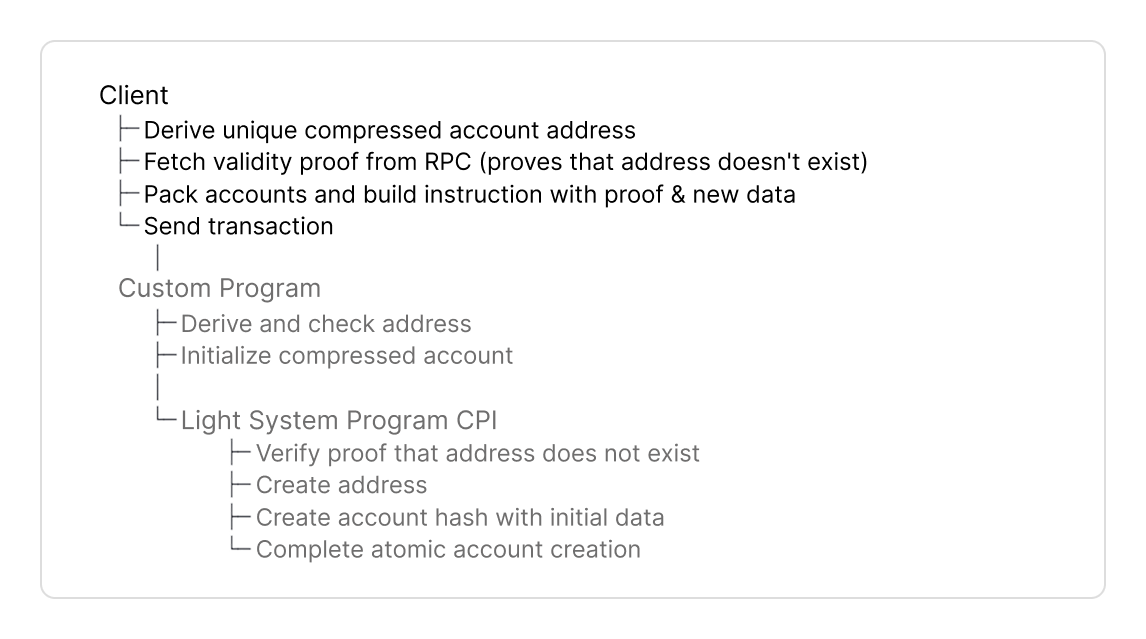 Client
├─ Derive unique compressed account address
├─ Fetch validity proof from RPC (proves that address doesn't exist)
├─ Pack accounts and build instruction with proof & new data
└─ Send transaction
│
Custom Program
├─ Derive and check address
├─ Initialize compressed account
│
└─ Light System Program CPI
├─ Verify proof that address does not exist
├─ Create address
├─ Create account hash with initial data
└─ Complete atomic account creation